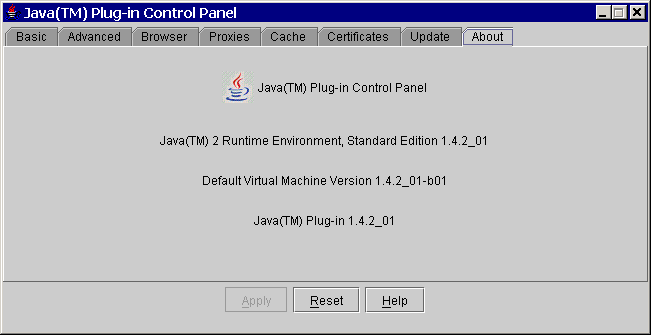 Java(TM) Plug-in Control Panel
Basic Advanced Browser Proxies Cache Certificates Update About
Java(TM) Plug-in Control Panel
Java(TM) 2 Runtime Environment, Standard Edition 1.4.2_01
Default Virtual Machine Version 1.4.2_01-b01
Java(TM) Plug-in 1.4.2_01
Apply Reset Help